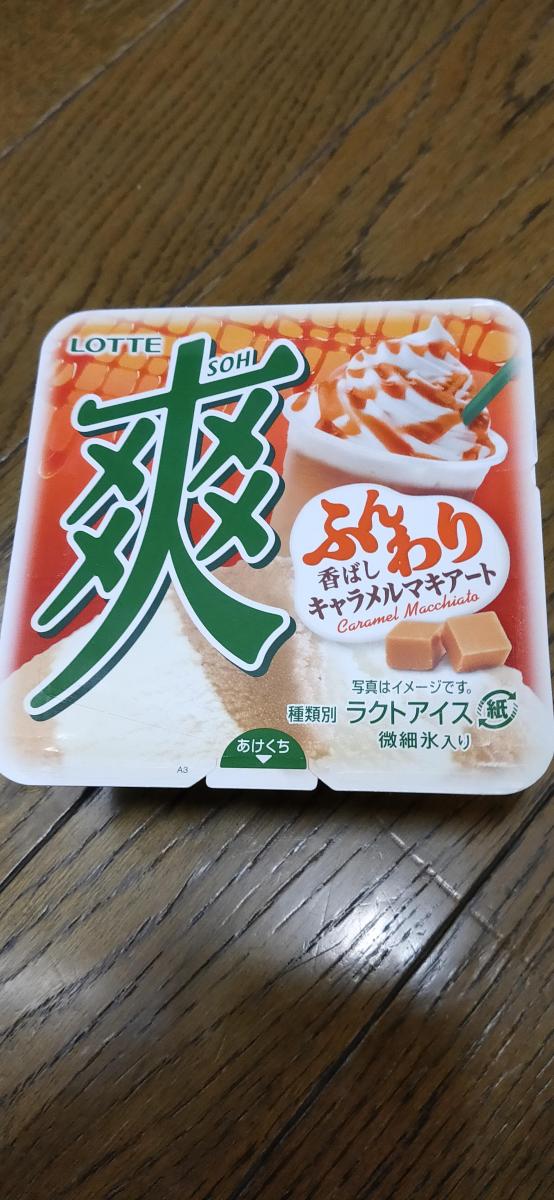 LOTTE
SOH
爽
ふんわり
香ばし
キャラメルマキアート
Caramel Macchiato
写真はイメージです。
種類別 ラクトアイス 紙
微細氷入り
あけくち
A3